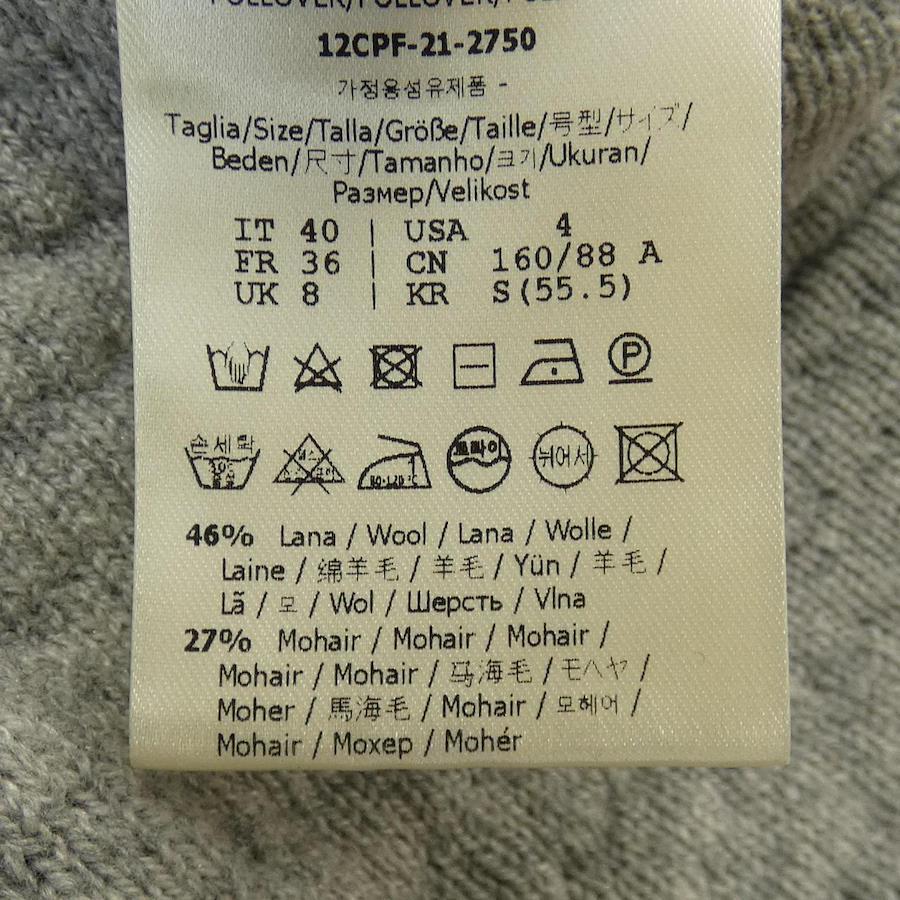 12CPF-21-2750
가정용섬유제품 -
Taglia/Size/Talla/Größe/Taille/号型/サイズ/
Beden/尺寸/Tamanho/크기/Ukuran/
Размер/Velikost
IT 40 | USA 4
FR 36 | CN 160/88 A
UK 8 | KR S(55.5)
P
손세탁 드라이 뉘어서
30° 중성 80-120℃
46% Lana / Wool / Lana / Wolle /
Laine / 绵羊毛 / 羊毛 / Yün / 羊毛 /
Lã / 모 / Wol / Шерсть / Vlna
27% Mohair / Mohair / Mohair /
Mohair / Mohair / 马海毛 / モヘヤ /
Moher / 馬海毛 / Mohair / 모헤어 /
Mohair / Мохер / Mohér